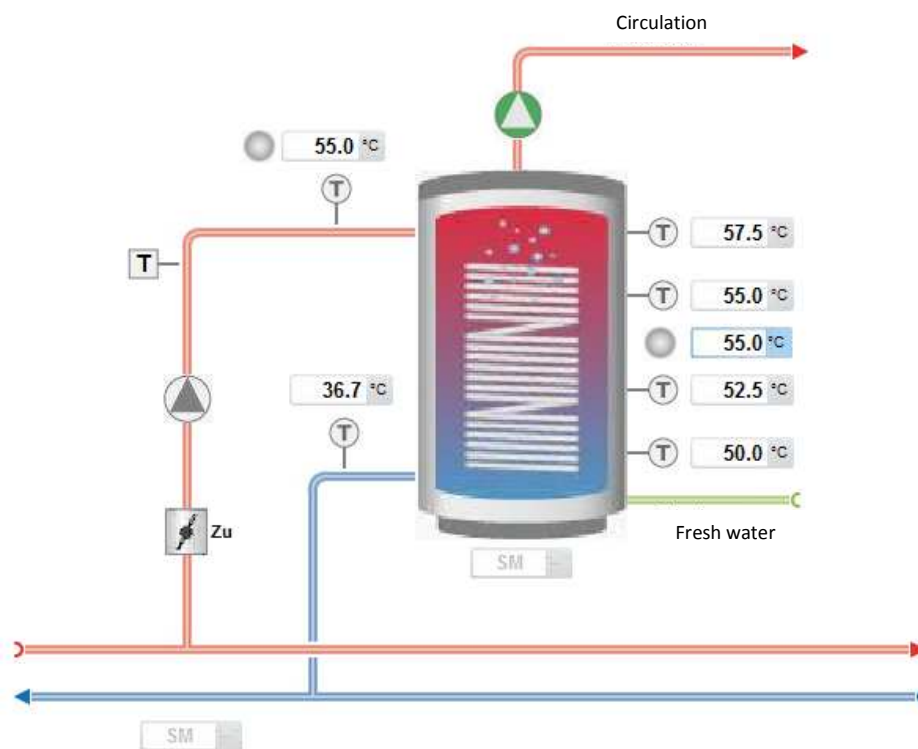 Circulation
55.0 °C
T
T
T 57.5 °C
T 55.0 °C
55.0 °C
36.7 °C
T 52.5 °C
T
T 50.0 °C
Zu
Fresh water
SM
SM